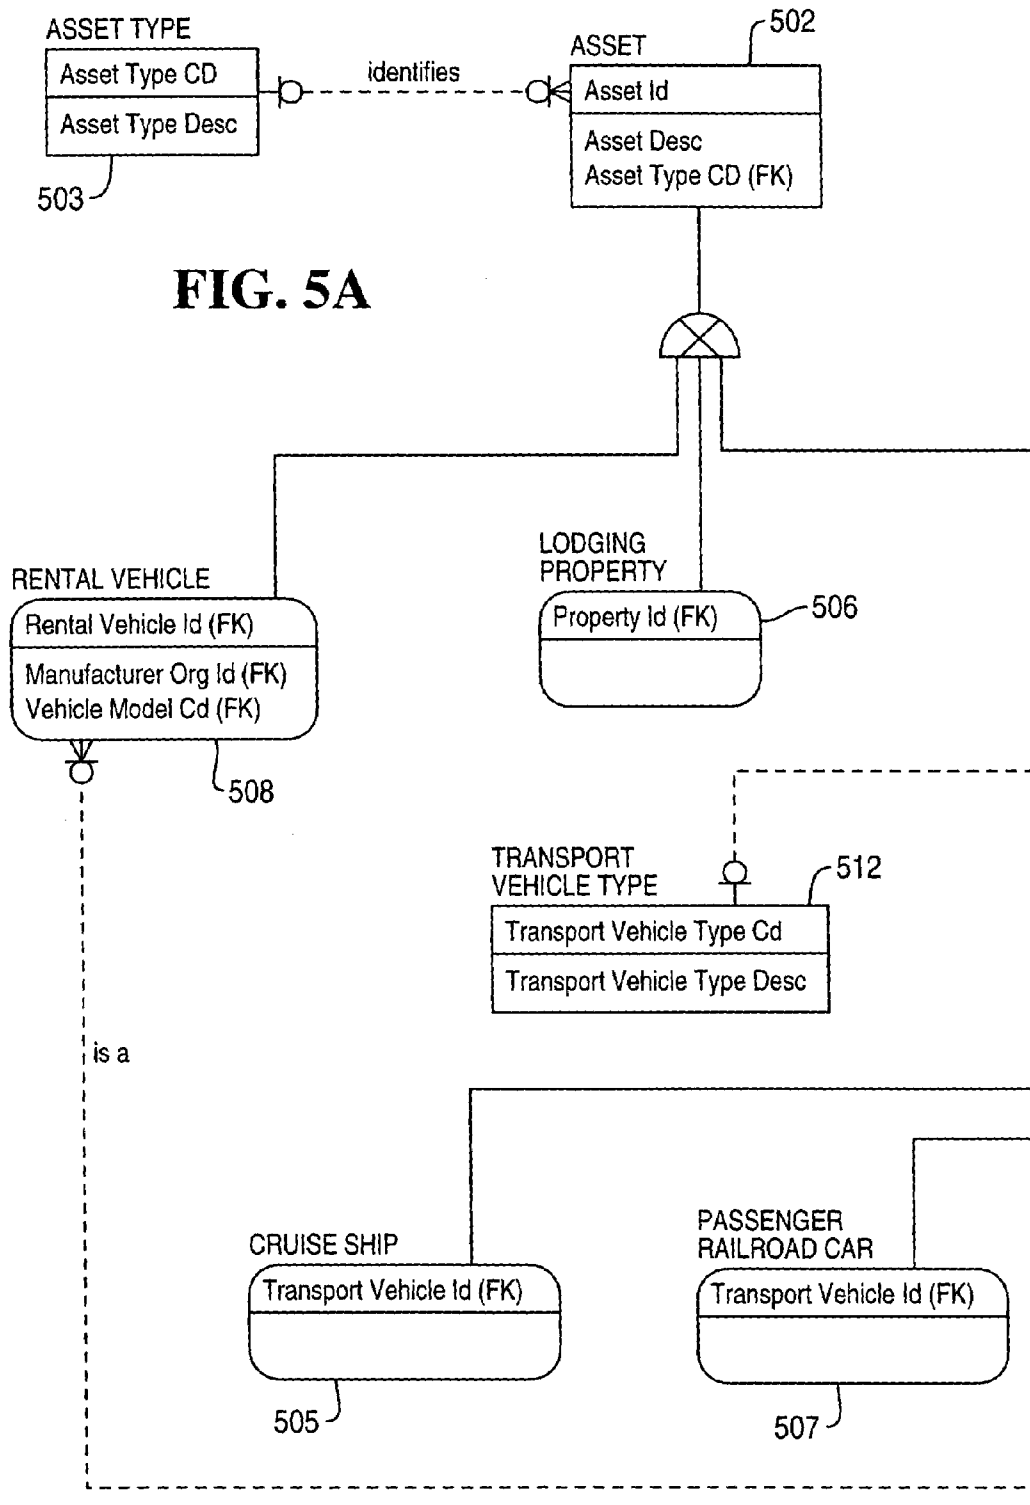 ASSET TYPE
Asset Type CD
Asset Type Desc
503
identifies
502
ASSET
Asset Id
Asset Desc
Asset Type CD (FK)
FIG. 5A
RENTAL VEHICLE
Rental Vehicle Id (FK)
Manufacturer Org Id (FK)
Vehicle Model Cd (FK)
508
LODGING
PROPERTY
Property Id (FK)
506
TRANSPORT
VEHICLE TYPE
512
Transport Vehicle Type Cd
Transport Vehicle Type Desc
is a
CRUISE SHIP
Transport Vehicle Id (FK)
505
PASSENGER
RAILROAD CAR
Transport Vehicle Id (FK)
507